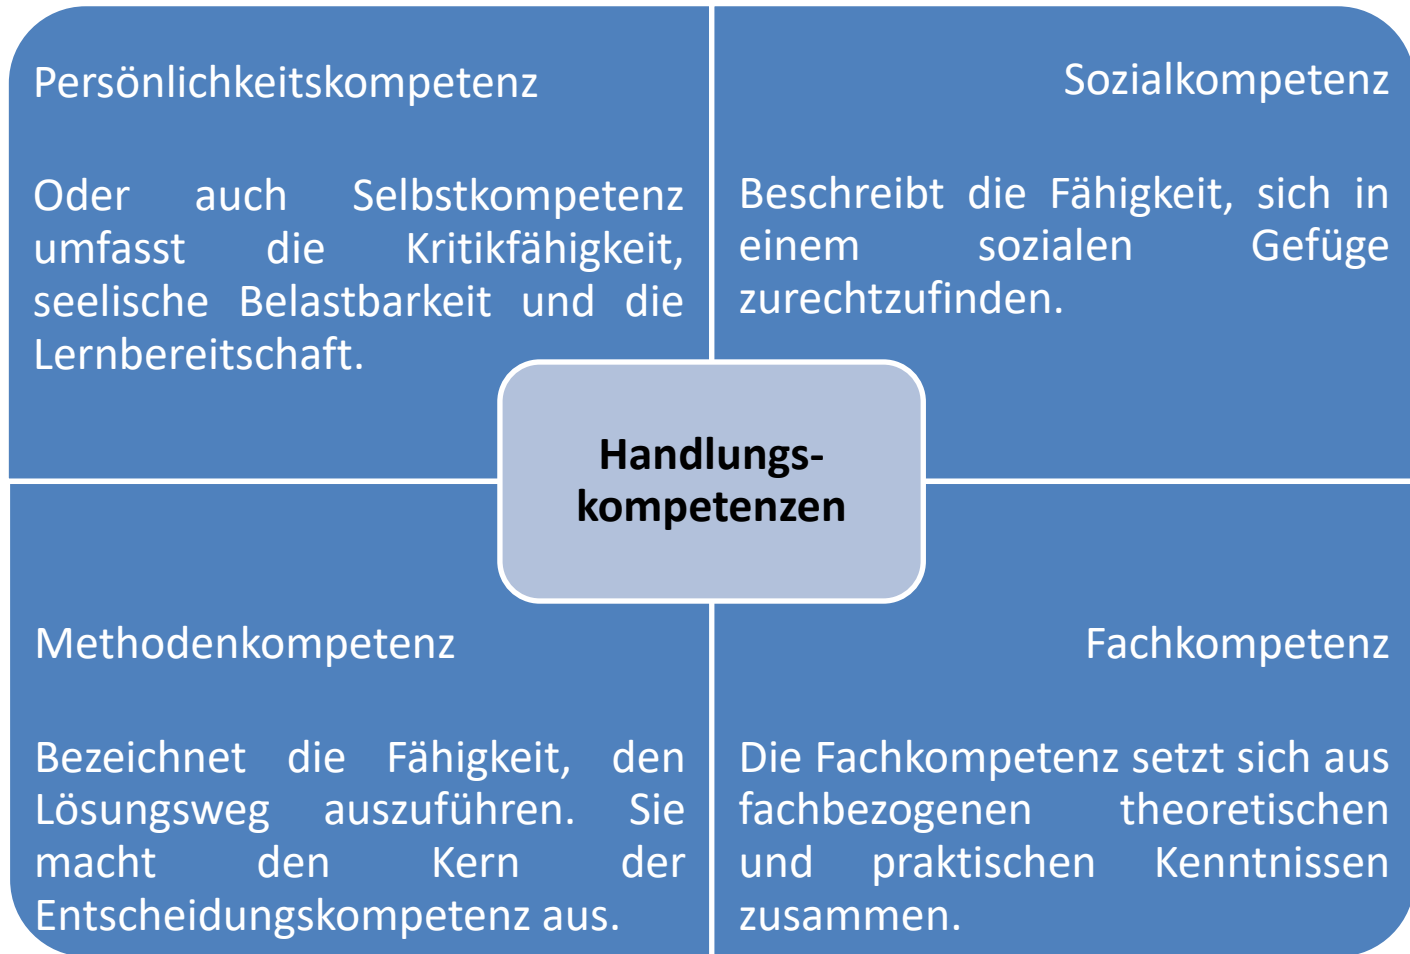 Persönlichkeitskompetenz
Oder auch Selbstkompetenz
umfasst die Kritikfähigkeit,
seelische Belastbarkeit und die
Lernbereitschaft.
Sozialkompetenz
Beschreibt die Fähigkeit, sich in
einem sozialen Gefüge
zurechtzufinden.
Handlungs-
kompetenzen
Methodenkompetenz
Bezeichnet die Fähigkeit, den
Lösungsweg auszuführen. Sie
macht den Kern der
Entscheidungskompetenz aus.
Fachkompetenz
Die Fachkompetenz setzt sich aus
fachbezogenen theoretischen
und praktischen Kenntnissen
zusammen.